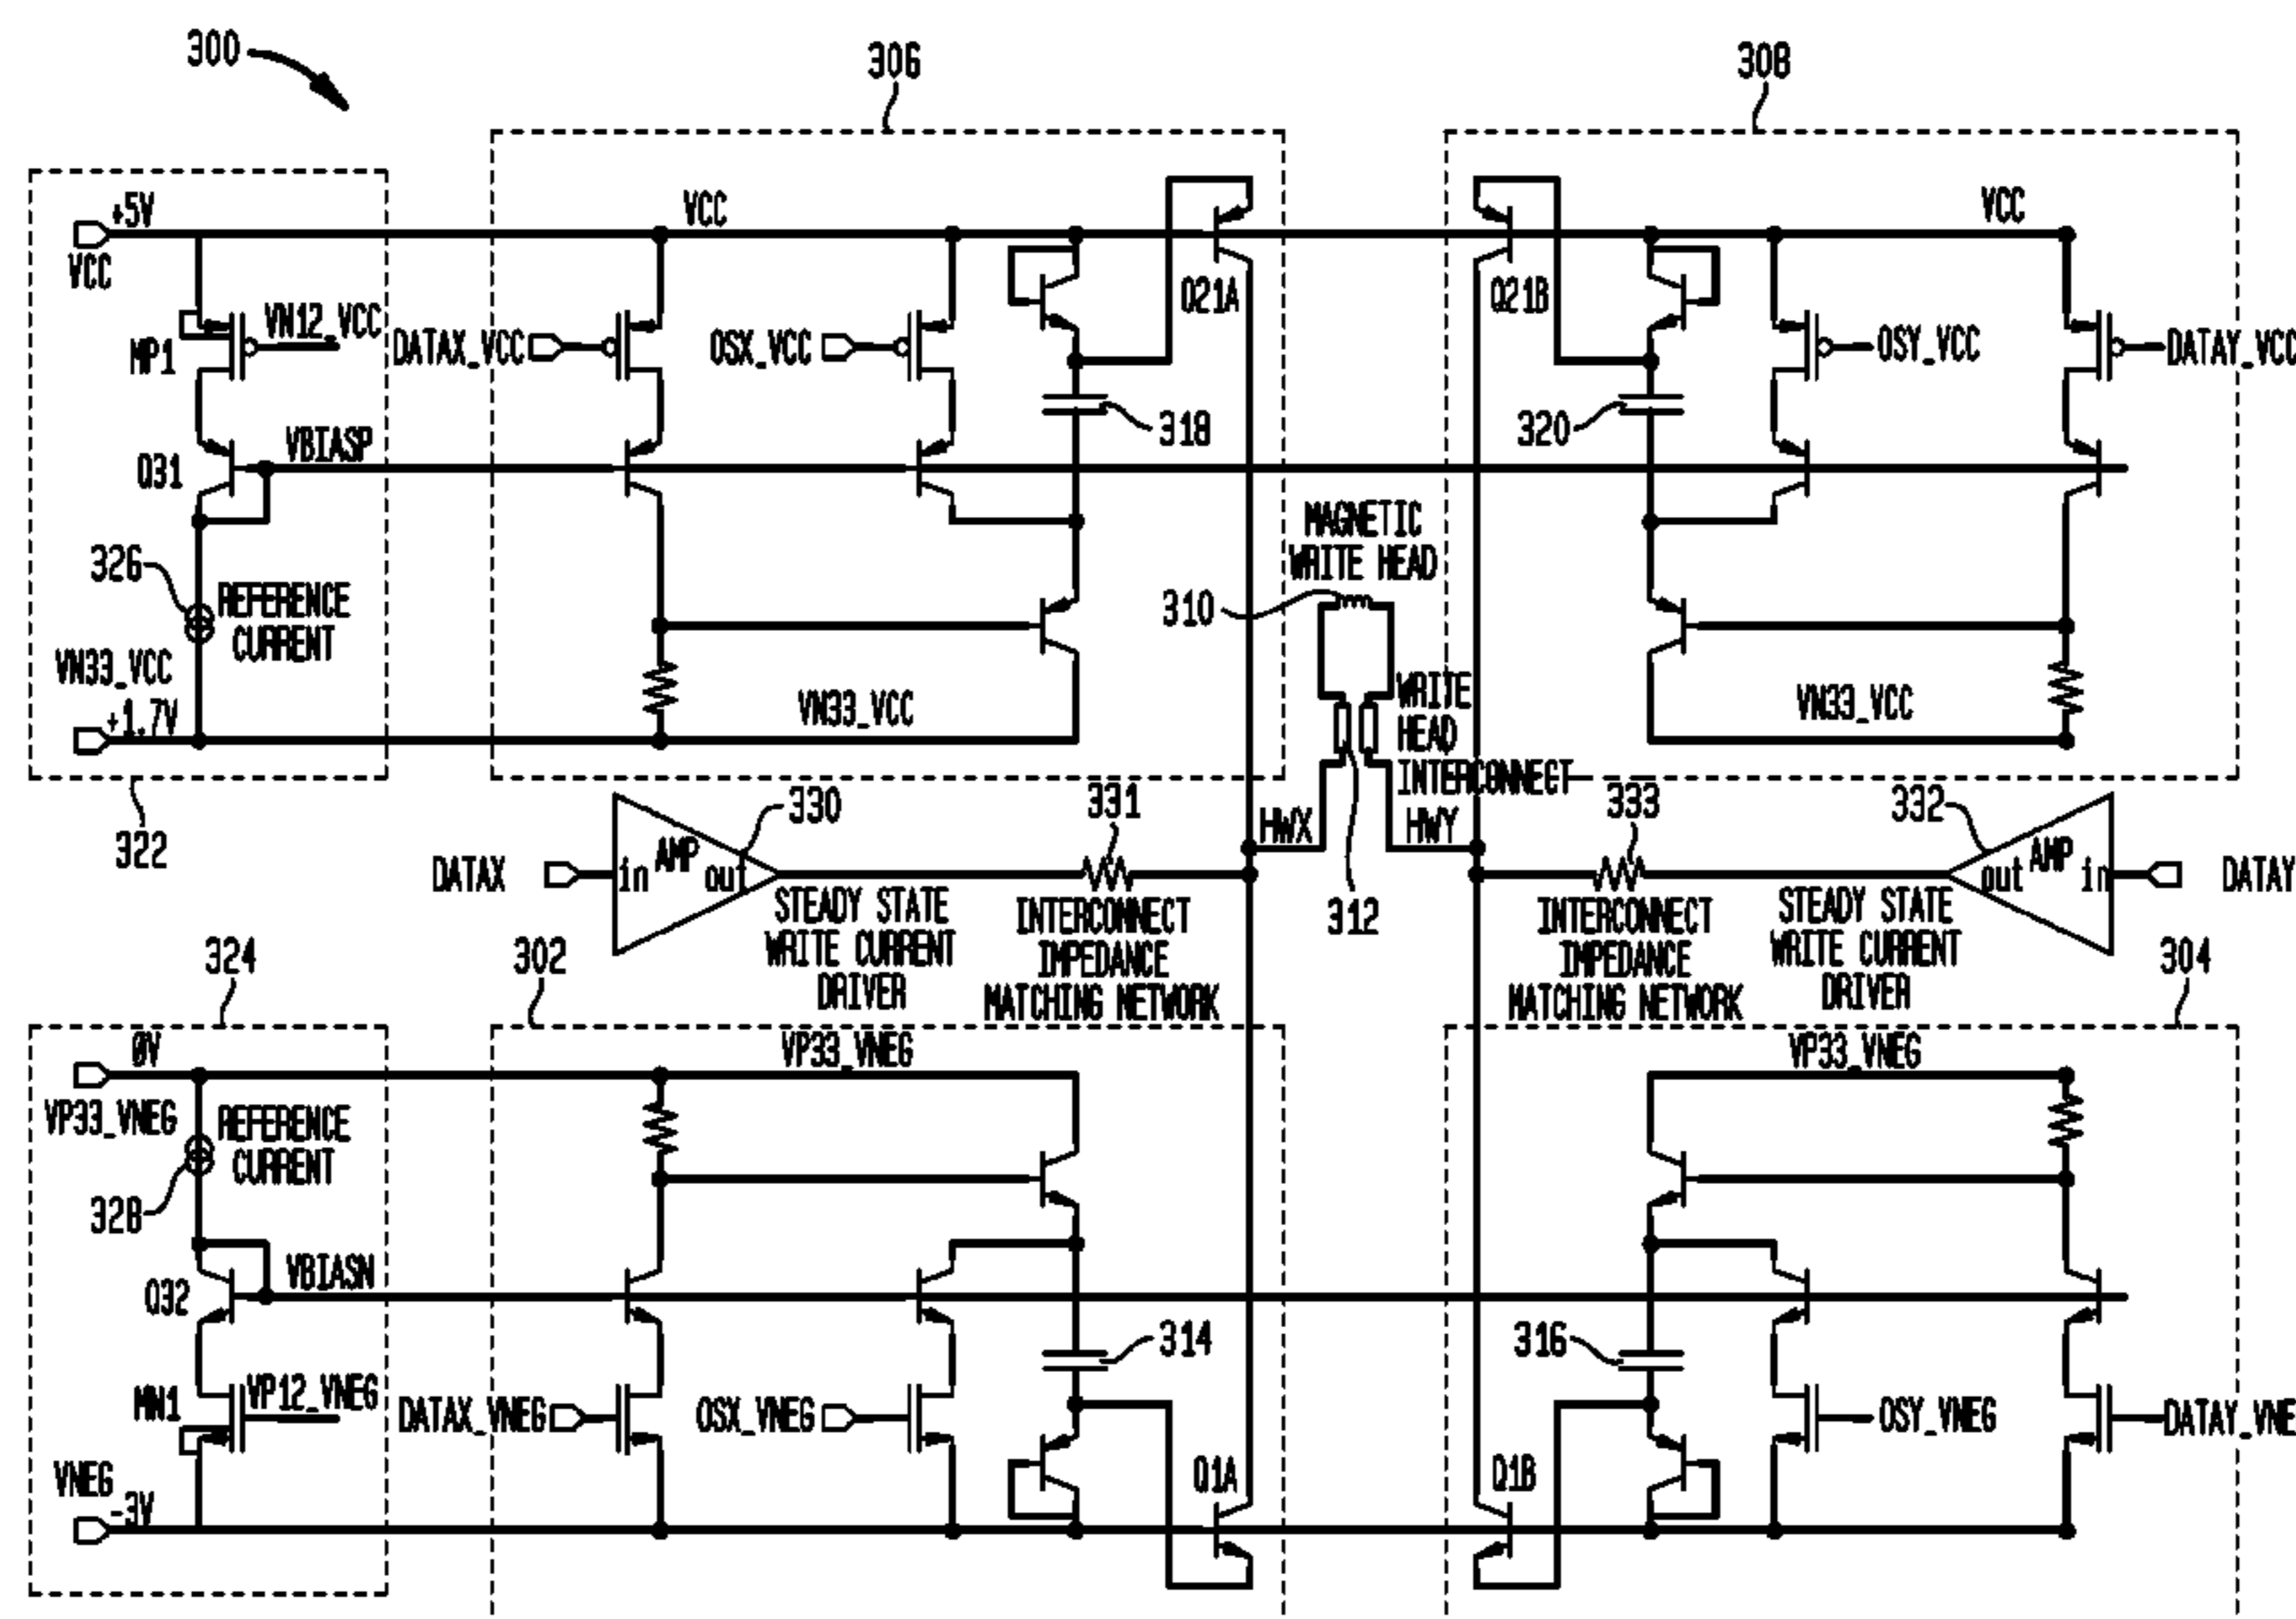 300
306
308
+5V
VCC
VCC
VCC
MP1
VN12_VCC
DATAX_VCC
OSX_VCC
Q21A
Q21B
OSY_VCC
DATAY_VCC
318
320
Q31
VBIASP
326
REFERENCE
CURRENT
MAGNETIC
WRITE HEAD
310
VN33_VCC
+1.7V
VN33_VCC
WRITE
HEAD
INTERCONNECT
VN33_VCC
322
330
331
HWX
HWY
333
332
DATAX
in
AMP
out
STEADY STATE
WRITE CURRENT
DRIVER
INTERCONNECT
IMPEDANCE
MATCHING NETWORK
312
INTERCONNECT
IMPEDANCE
MATCHING NETWORK
STEADY STATE
WRITE CURRENT
DRIVER
out
AMP
in
DATAY
324
302
304
0V
VP33_VNEG
VP33_VNEG
VP33_VNEG
REFERENCE
CURRENT
328
Q32
VBIASN
314
316
MN1
VP12_VNEG
DATAX_VNEG
OSX_VNEG
OSY_VNEG
DATAY_VNE
VNEG
-3V
Q1A
Q1B